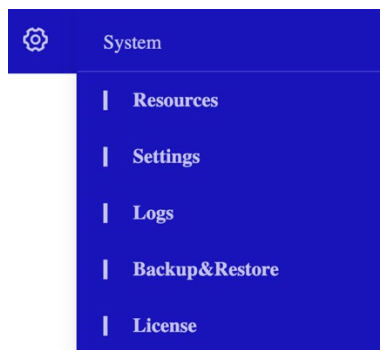 System
Resources
Settings
Logs
Backup&Restore
License